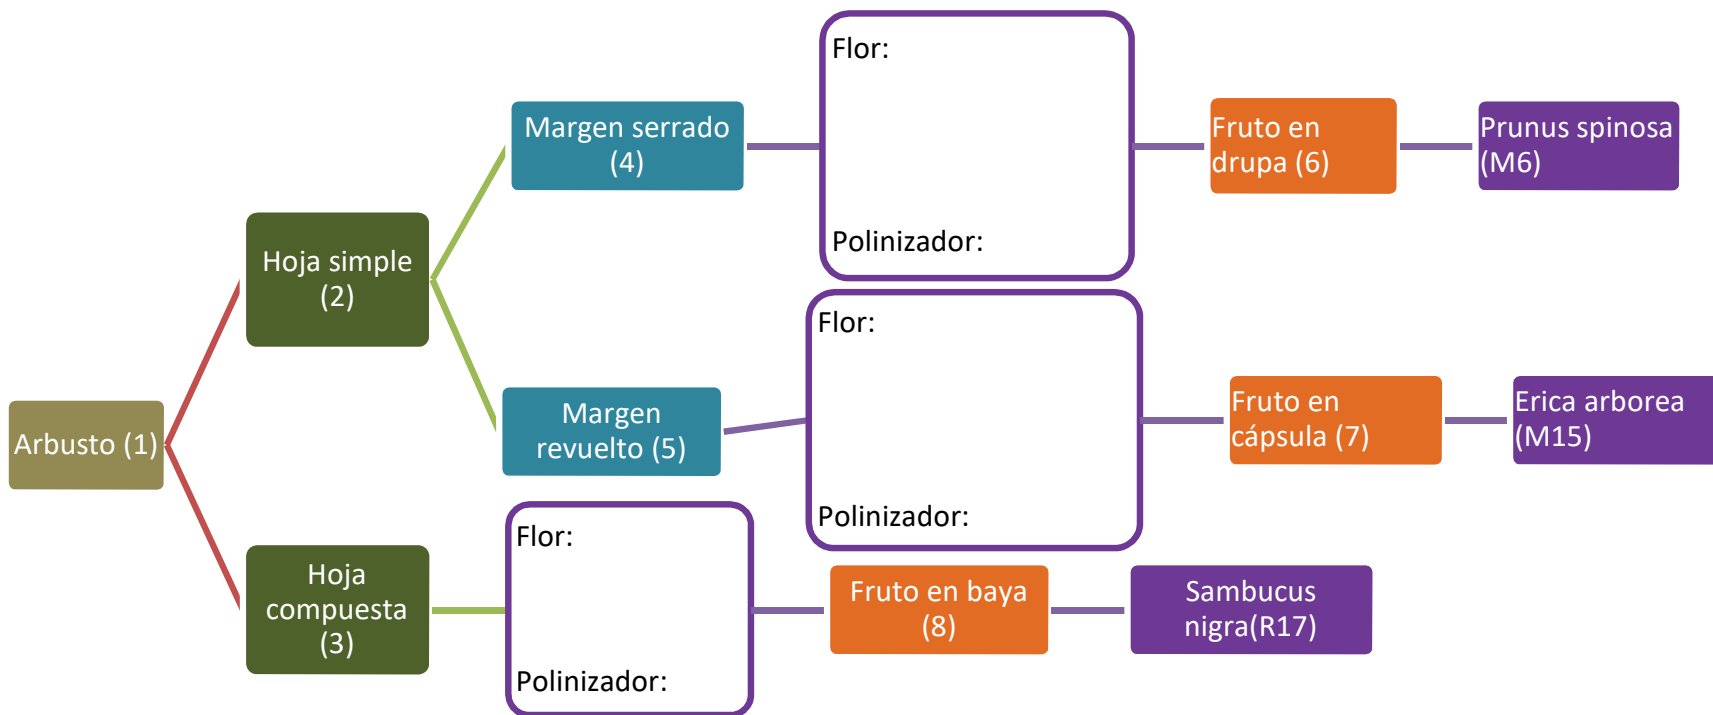 Arbusto (1)
Hoja simple
(2)
Margen serrado
(4)
Flor:
Polinizador:
Fruto en
drupa (6)
Prunus spinosa
(M6)
Margen
revuelto (5)
Flor:
Polinizador:
Fruto en
cápsula (7)
Erica arborea
(M15)
Hoja
compuesta
(3)
Flor:
Polinizador:
Fruto en baya
(8)
Sambucus
nigra(R17)